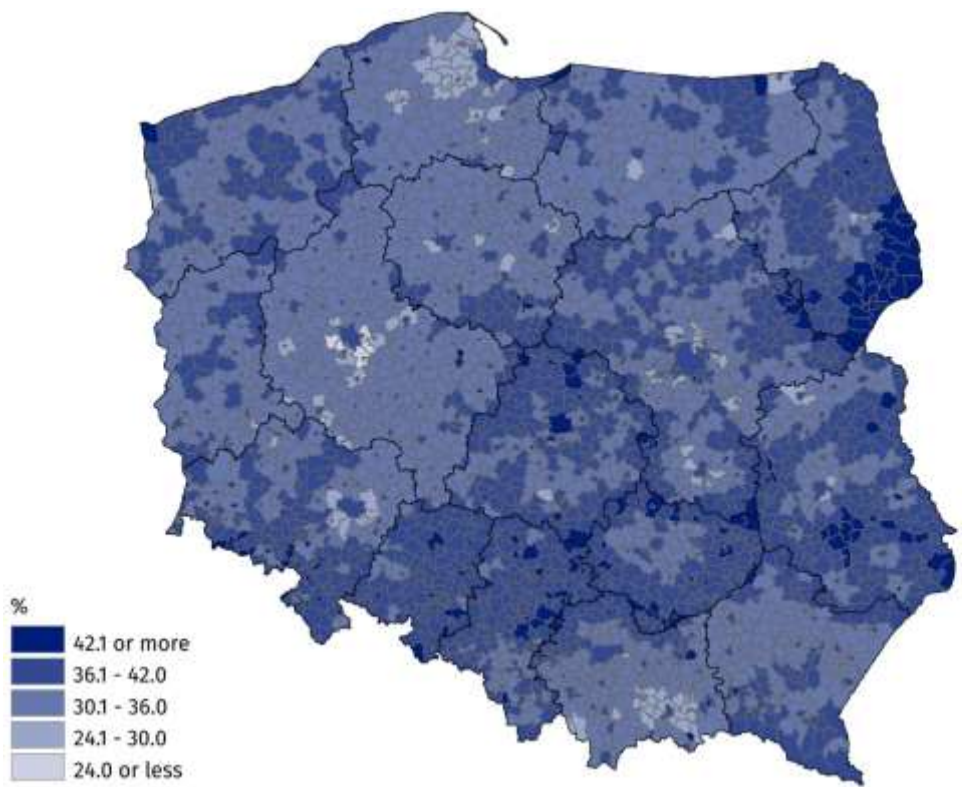 %
42.1 or more
36.1 - 42.0
30.1 - 36.0
24.1 - 30.0
24.0 or less